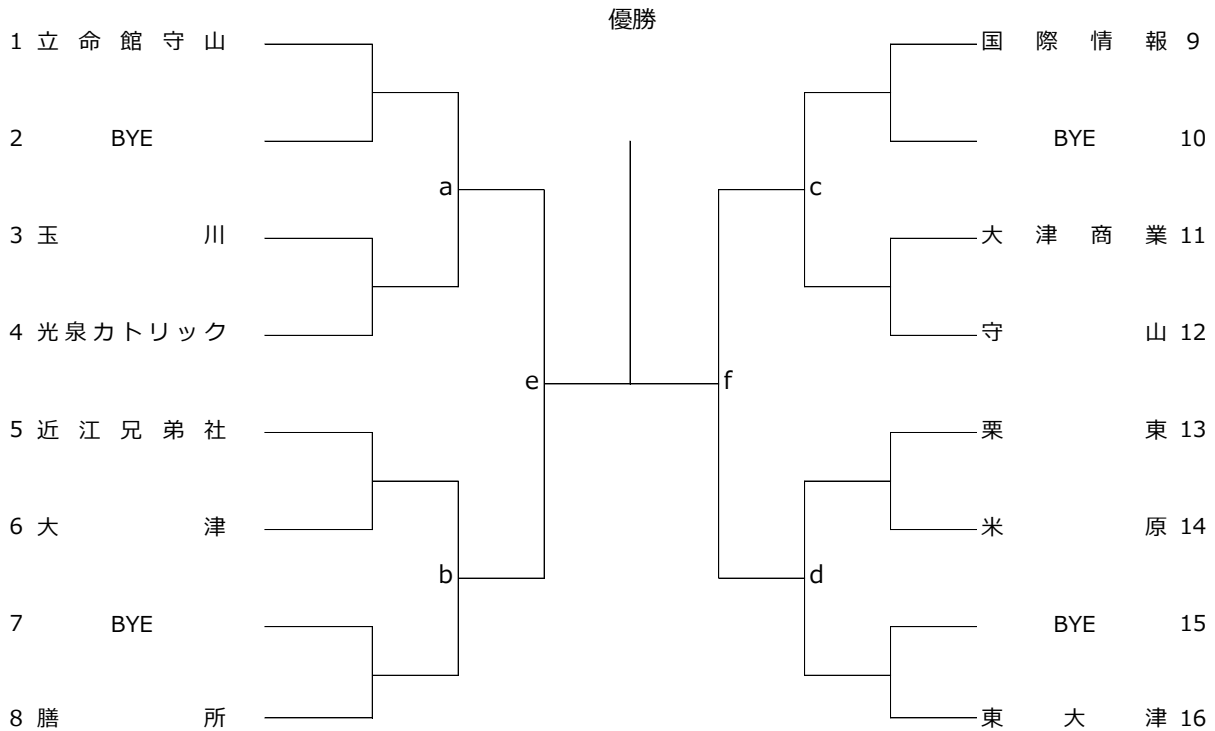 優勝
1 立命館守山
2 BYE
a
3 玉川
4 光泉カトリック
e
5 近江兄弟社
6 大津
b
7 BYE
8 膳所
国際情報 9
BYE 10
c
大津商業 11
守山 12
f
栗東 13
米原 14
d
BYE 15
東大津 16